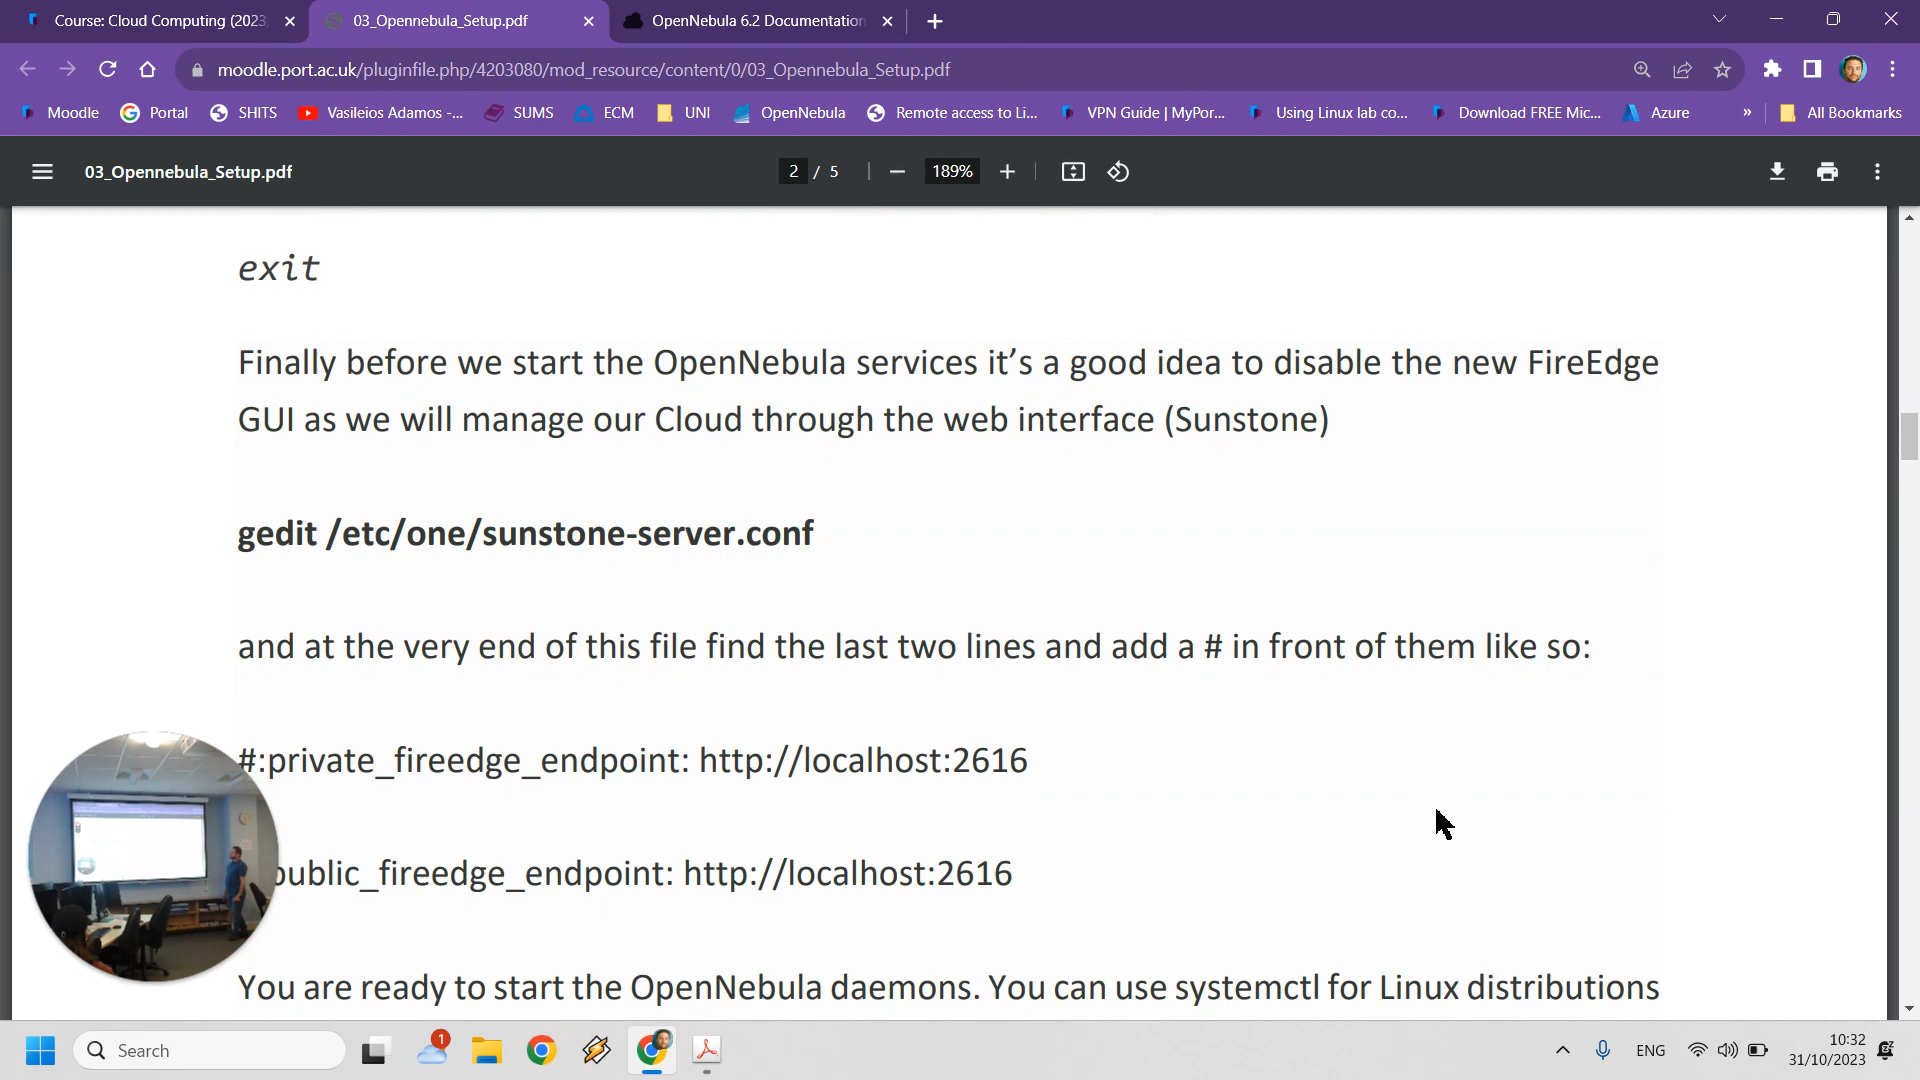 Course: Cloud Computing (2023
03_Opennebula_Setup.pdf
OpenNebula 6.2 Documentation
moodle.port.ac.uk/pluginfile.php/4203080/mod_resource/content/0/03_Opennebula_Setup.pdf
Moodle
Portal
SHITS
Vasileios Adamos -...
SUMS
ECM
UNI
OpenNebula
Remote access to Li...
VPN Guide | MyPor...
Using Linux lab co...
Download FREE Mic...
Azure
»
All Bookmarks
03_Opennebula_Setup.pdf
2 / 5
189%
exit
Finally before we start the OpenNebula services it’s a good idea to disable the new FireEdge
GUI as we will manage our Cloud through the web interface (Sunstone)
gedit /etc/one/sunstone-server.conf
and at the very end of this file find the last two lines and add a # in front of them like so:
#:private_fireedge_endpoint: http://localhost:2616
public_fireedge_endpoint: http://localhost:2616
You are ready to start the OpenNebula daemons. You can use systemctl for Linux distributions
Search
1
ENG
10:32
31/10/2023